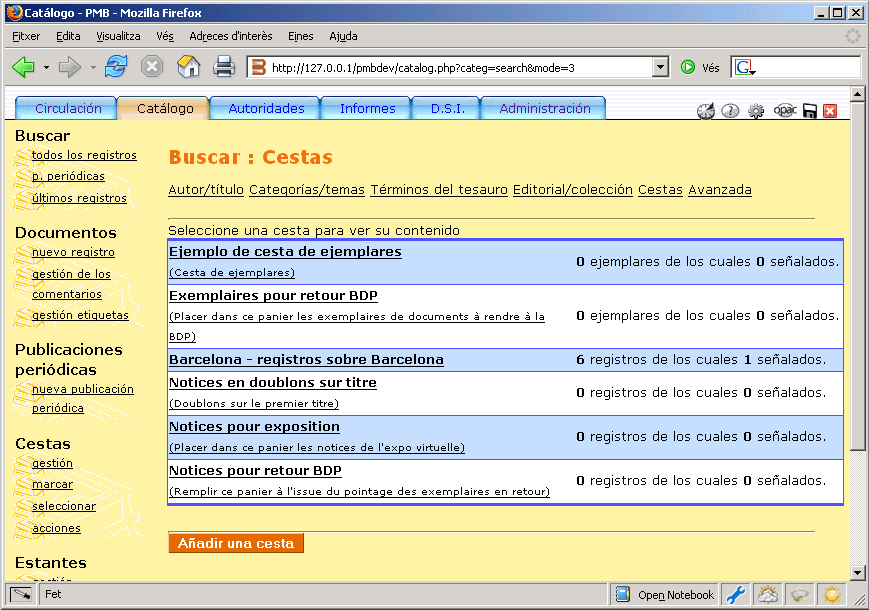 Catálogo - PMB - Mozilla Firefox
Fitxer Edita Visualitza Vés Adreces d'interès Eines Ajuda
http://127.0.0.1/pmbdev/catalog.php?categ=search&mode=3 Vés G
Circulación Catálogo Autoridades Informes D.S.I. Administración opac
Buscar
todos los registros
p. periódicas
últimos registros
Documentos
nuevo registro
gestión de los
comentarios
gestión etiquetas
Publicaciones
periódicas
nueva publicación
periódica
Cestas
gestión
marcar
seleccionar
acciones
Estantes
gestión
Buscar : Cestas
Autor/título Categorías/temas Términos del tesauro Editorial/colección Cestas Avanzada
Seleccione una cesta para ver su contenido
Ejemplo de cesta de ejemplares
(Cesta de ejemplares)
0 ejemplares de los cuales 0 señalados.
Exemplaires pour retour BDP
(Placer dans ce panier les exemplaires de documents à rendre à la
BDP)
0 ejemplares de los cuales 0 señalados.
Barcelona - registros sobre Barcelona
6 registros de los cuales 1 señalados.
Notices en doublons sur titre
(Doublons sur le premier titre)
0 registros de los cuales 0 señalados.
Notices pour exposition
(Placer dans ce panier les notices de l'expo virtuelle)
0 registros de los cuales 0 señalados.
Notices pour retour BDP
(Remplir ce panier à l'issue du pointage des exemplaires en retour)
0 registros de los cuales 0 señalados.
Añadir una cesta
Fet
Open Notebook